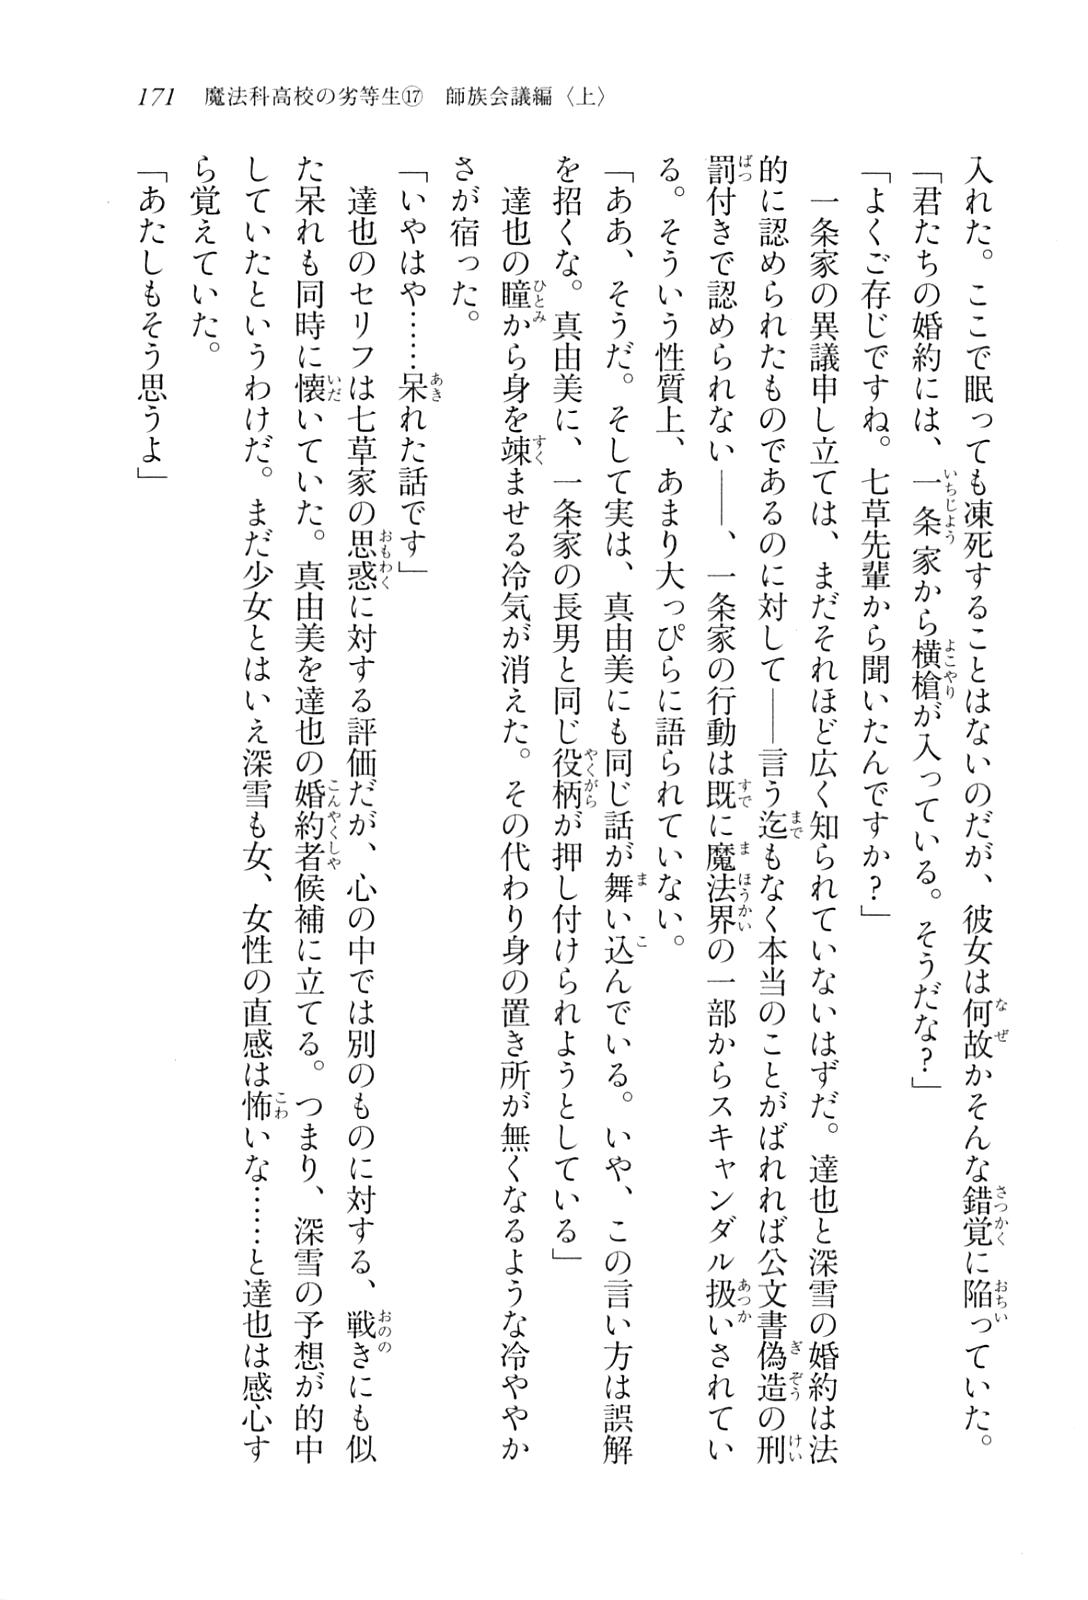 171　魔法科高校の劣等生⑰　師族会議編〈上〉
入れた。ここで眠っても凍死することはないのだが、彼女は何故かそんな錯覚に陥っていた。
「君たちの婚約には、一条家から横槍が入っている。そうだな？」
「よくご存じですね。七草先輩から聞いたんですか？」
　一条家の異議申し立ては、まだそれほど広く知られていないはずだ。達也と深雪の婚約は法
的に認められたものであるのに対して――言う迄もなく本当のことがばれれば公文書偽造の刑
罰付きで認められない――、一条家の行動は既に魔法界の一部からスキャンダル扱いされてい
る。そういう性質上、あまり大っぴらに語られていない。
「ああ、そうだ。そして実は、真由美にも同じ話が舞い込んでいる。いや、この言い方は誤解
を招くな。真由美に、一条家の長男と同じ役柄が押し付けられようとしている」
　達也の瞳から身を竦ませる冷気が消えた。その代わり身の置き所が無くなるような冷ややか
さが宿った。
「いやはや……呆れた話です」
　達也のセリフは七草家の思惑に対する評価だが、心の中では別のものに対する、戦きにも似
た呆れも同時に懐いていた。真由美を達也の婚約者候補に立てる。つまり、深雪の予想が的中
していたというわけだ。まだ少女とはいえ深雪も女、女性の直感は怖いな……と達也は感心す
ら覚えていた。
「あたしもそう思うよ」